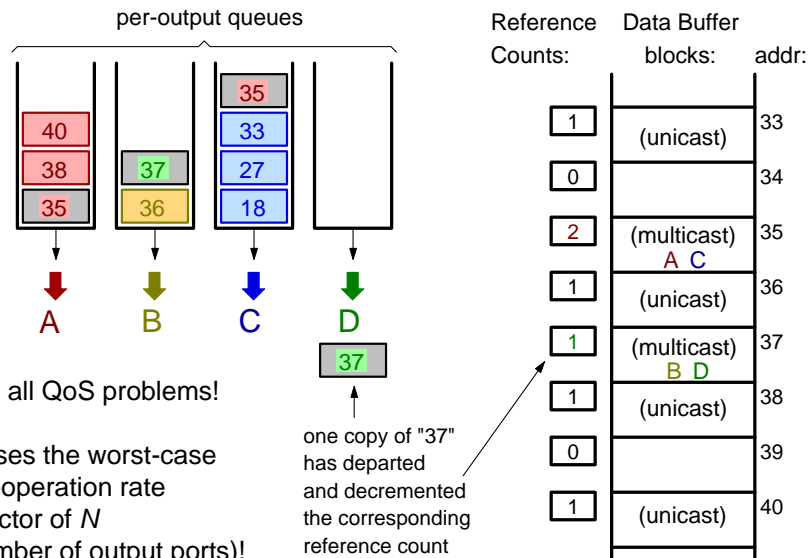 per-output queues
35
40
33
38
37
27
35
36
18
A
B
C
D
37
all QoS problems!
ses the worst-case
operation rate
ctor of N
mber of output ports)!
one copy of "37"
has departed
and decremented
the corresponding
reference count
Reference
Counts:
Data Buffer
blocks:
addr:
1
(unicast)
33
0
34
2
(multicast)
35
A C
1
(unicast)
36
1
(multicast)
37
B D
1
(unicast)
38
0
39
1
(unicast)
40